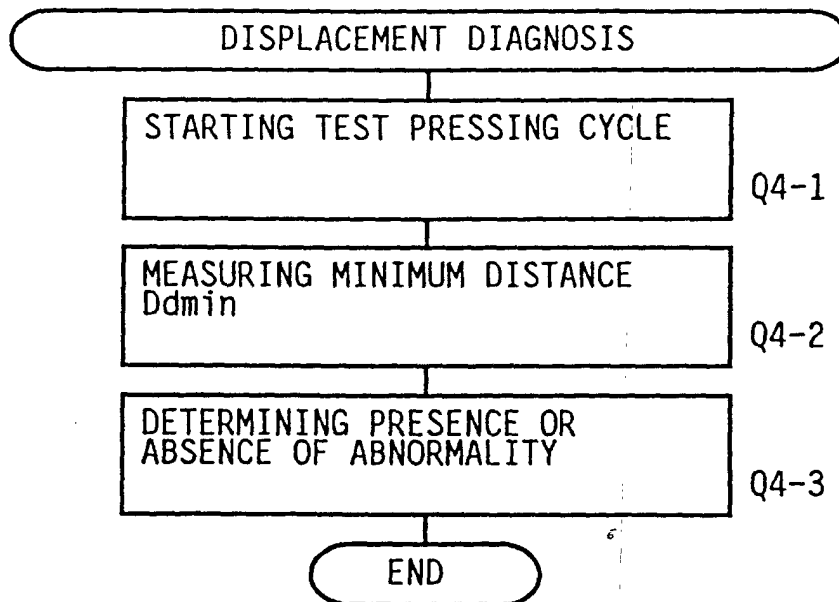 DISPLACEMENT DIAGNOSIS
STARTING TEST PRESSING CYCLE
Q4-1
MEASURING MINIMUM DISTANCE
Ddmin
Q4-2
DETERMINING PRESENCE OR
ABSENCE OF ABNORMALITY
Q4-3
END